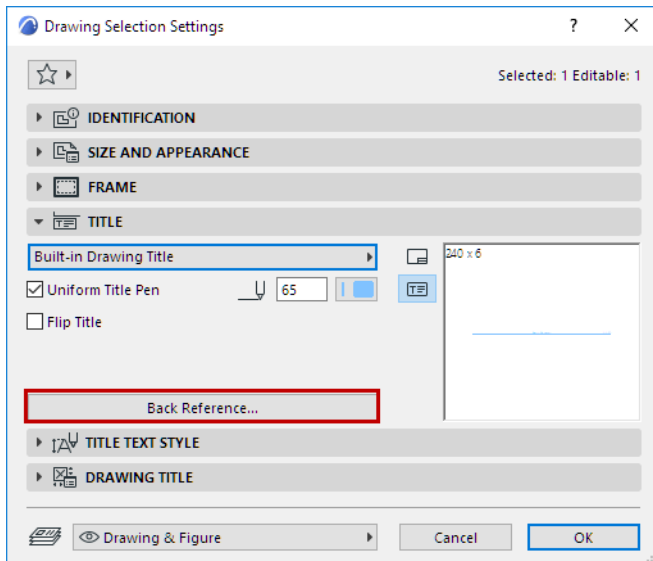 Drawing Selection Settings
?
Selected: 1 Editable: 1
IDENTIFICATION
SIZE AND APPEARANCE
FRAME
TITLE
Built-in Drawing Title
240 x 6
Uniform Title Pen
65
Flip Title
Back Reference...
TITLE TEXT STYLE
DRAWING TITLE
Drawing & Figure
Cancel
OK